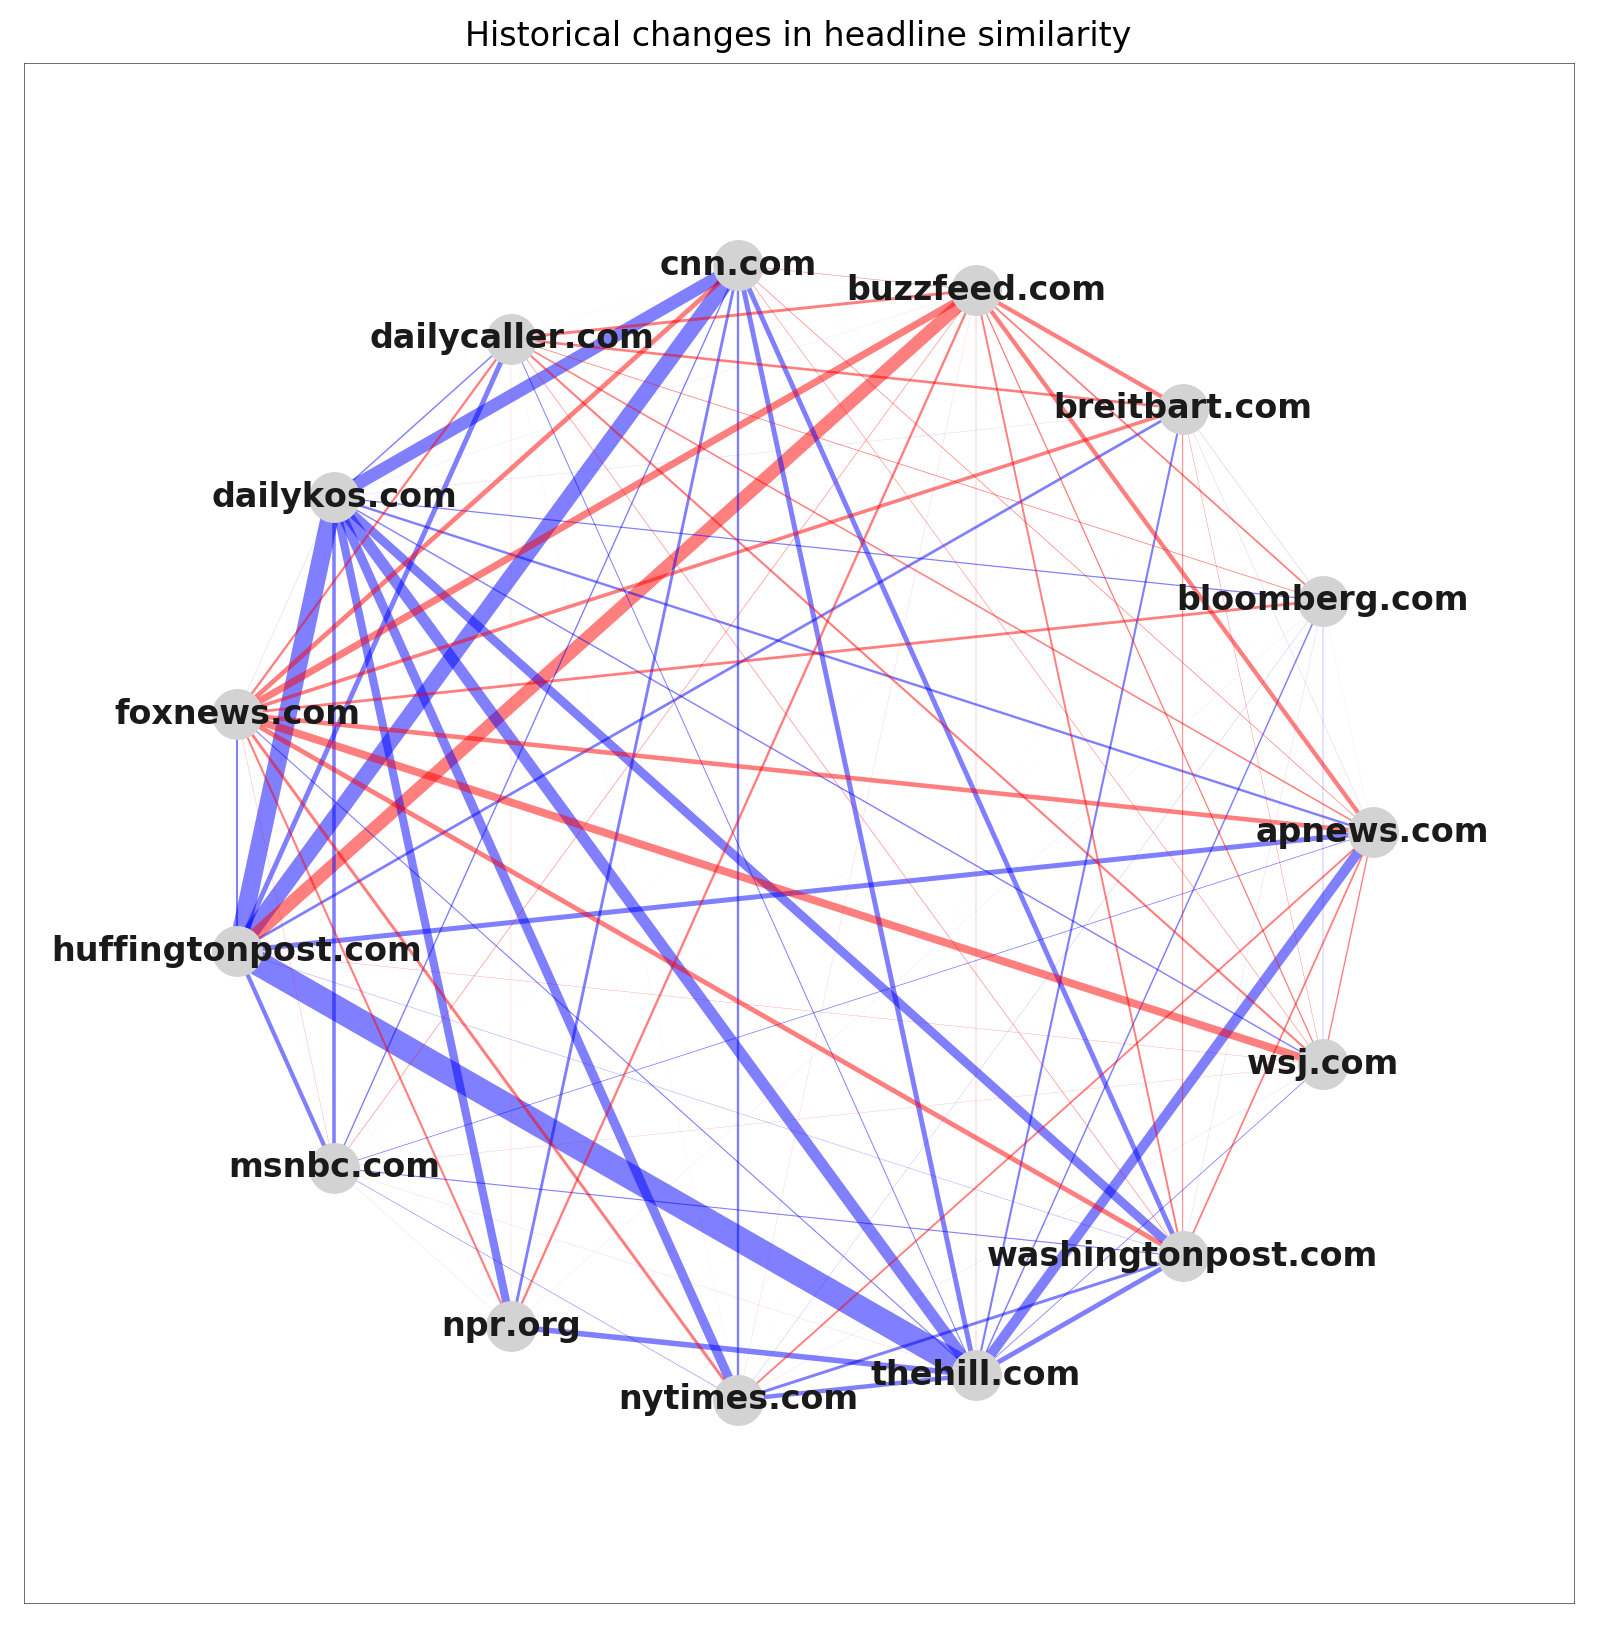 Historical changes in headline similarity
cnn.com
buzzfeed.com
dailycaller.com
breitbart.com
dailykos.com
bloomberg.com
foxnews.com
apnews.com
huffingtonpost.com
wsj.com
msnbc.com
washingtonpost.com
npr.org
thehill.com
nytimes.com